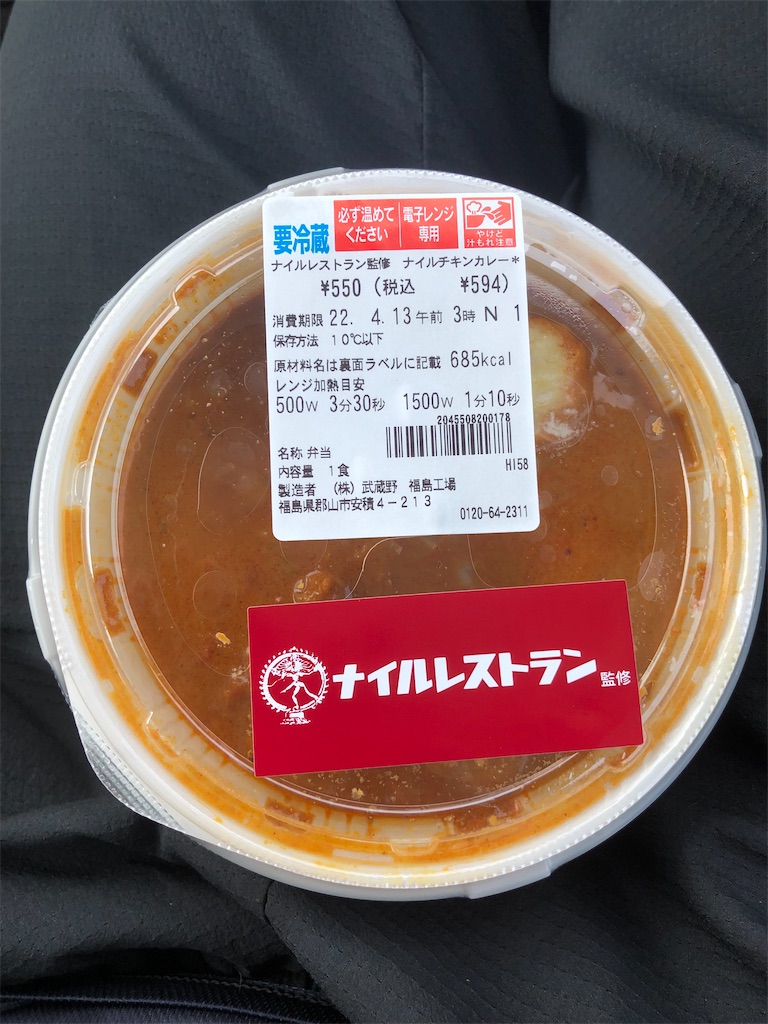 要冷蔵
必ず温めて
ください
電子レンジ
専用
やけど
汁もれ注意
ナイルレストラン監修 ナイルチキンカレー*
¥550 (税込 ¥594)
消費期限 22. 4. 13 午前 3時 N 1
保存方法 10℃以下
原材料名は裏面ラベルに記載 685kcal
レンジ加熱目安
500W 3分30秒 1500W 1分10秒
2045508200178
名称 弁当
HI58
内容量 1食
製造者 (株)武蔵野 福島工場
福島県郡山市安積4-213
0120-64-2311
ナイルレストラン監修